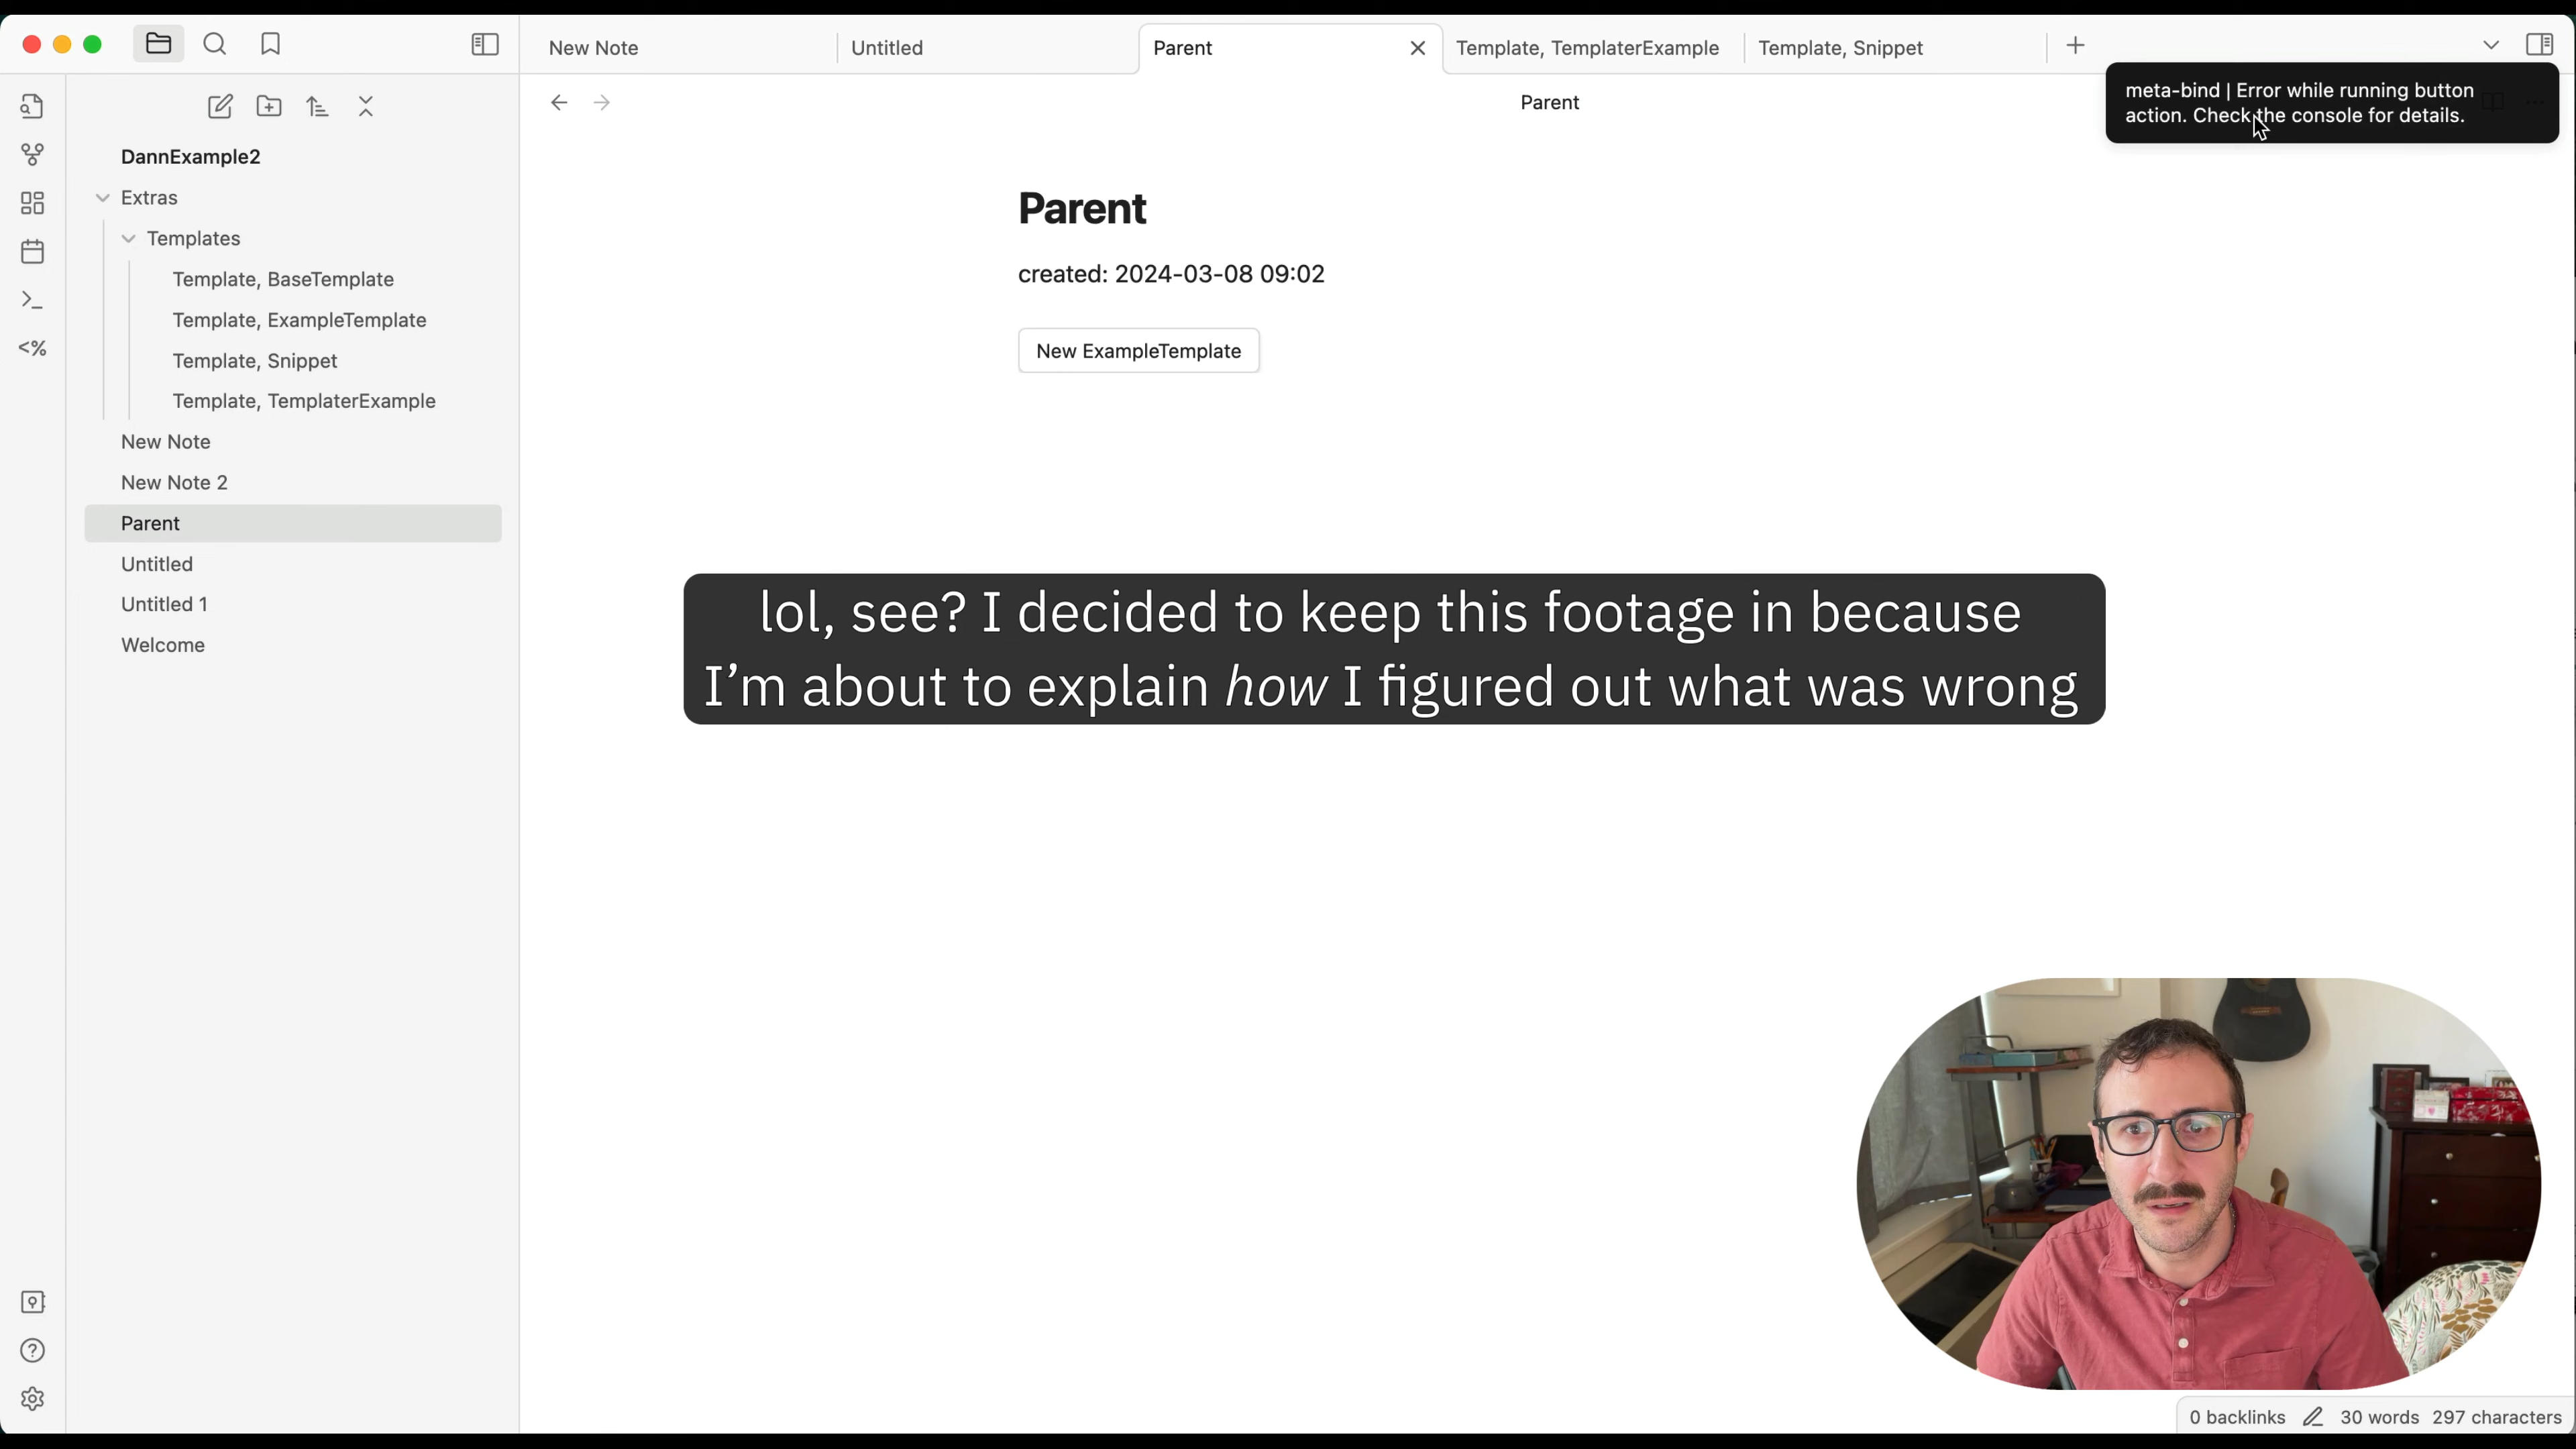 New Note
Untitled
Parent
Template, TemplaterExample
Template, Snippet
Parent
meta-bind | Error while running button
action. Check the console for details.
DannExample2
Extras
Templates
Template, BaseTemplate
Template, ExampleTemplate
Template, Snippet
Template, TemplaterExample
New Note
New Note 2
Parent
Untitled
Untitled 1
Welcome
<%
Parent
created: 2024-03-08 09:02
New ExampleTemplate
lol, see? I decided to keep this footage in because
I’m about to explain how I figured out what was wrong
0 backlinks 30 words 297 characters